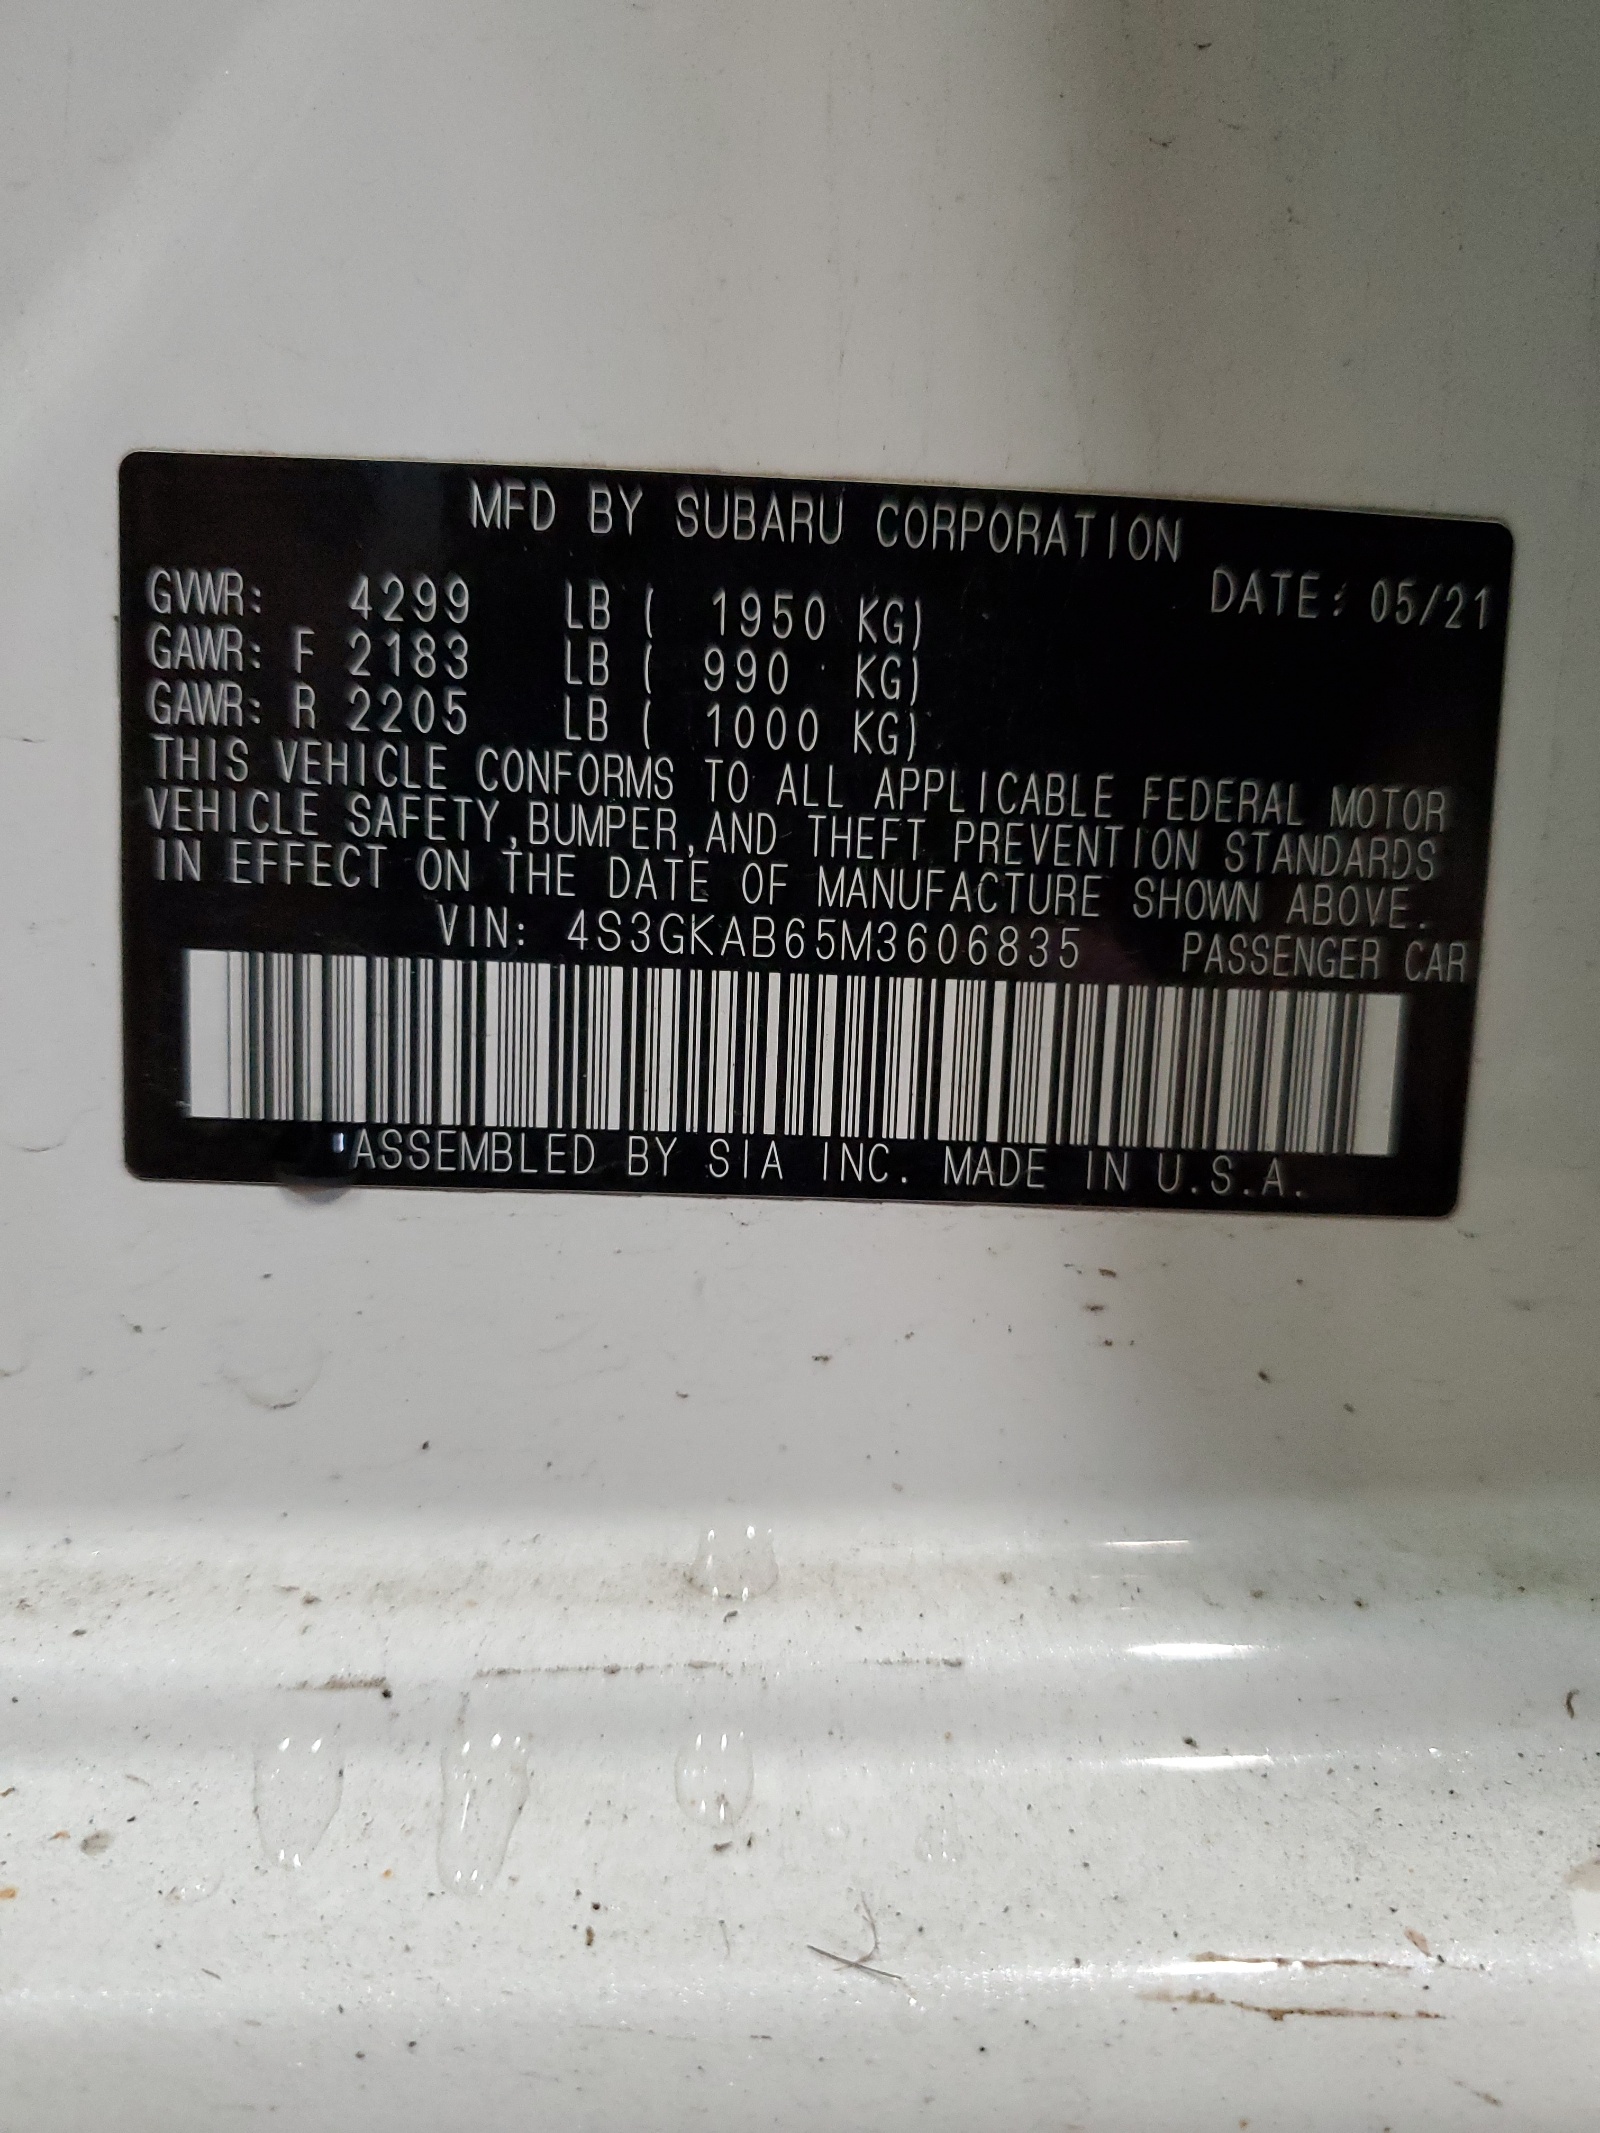 MFD BY SUBARU CORPORATION
DATE: 05/21
GVWR: 4299 LB ( 1950 KG)
GAWR: F 2183 LB ( 990 KG)
GAWR: R 2205 LB ( 1000 KG)
THIS VEHICLE CONFORMS TO ALL APPLICABLE FEDERAL MOTOR
VEHICLE SAFETY,BUMPER,AND THEFT PREVENTION STANDARDS
IN EFFECT ON THE DATE OF MANUFACTURE SHOWN ABOVE.
VIN: 4S3GKAB65M3606835 PASSENGER CAR
ASSEMBLED BY SIA INC. MADE IN U.S.A.